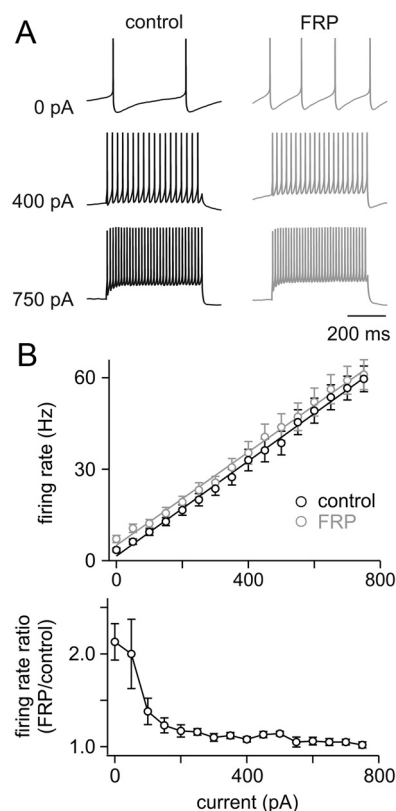 A
control FRP
0 pA
400 pA
750 pA
200 ms
B
firing rate (Hz)
60
30
0
control
FRP
0 400 800
firing rate ratio
(FRP/control)
2.0
1.0
0 400 800
current (pA)